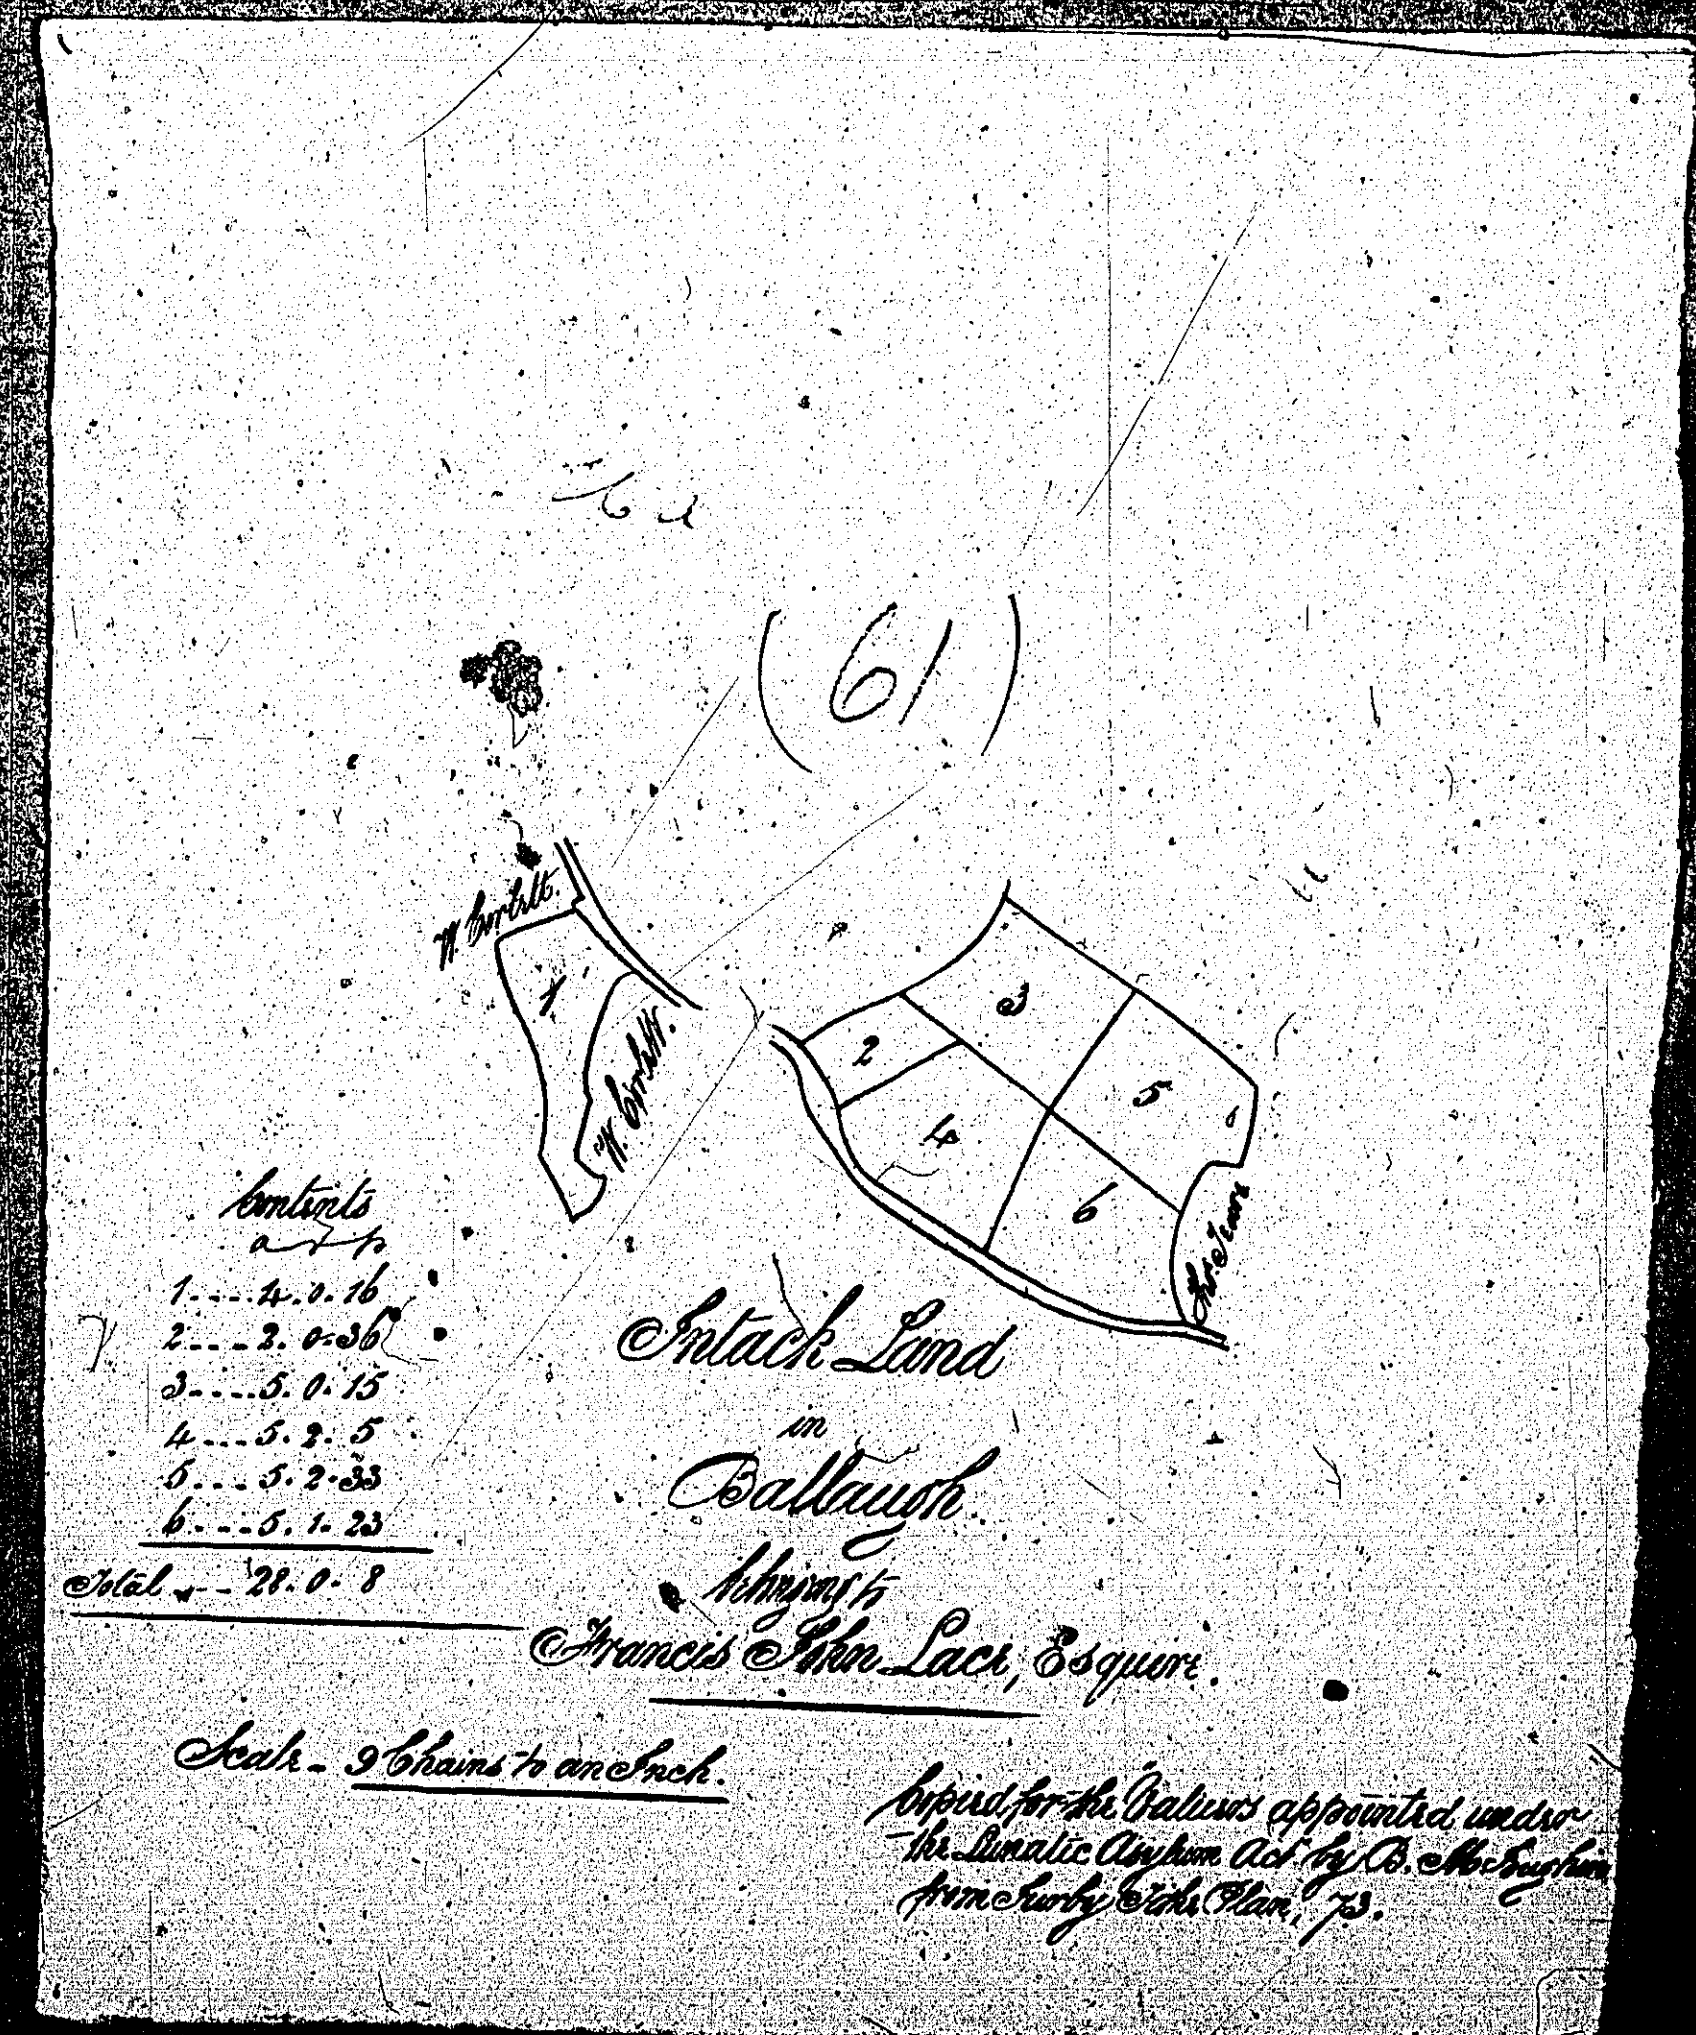 (61)
W. Corlett.
1
W. Corlett.
2
3
4
5
6
Contents
a r p
1....4.0.16
2....2.0.36
3....5.0.15
4....5.2.5
5....5.2.33
6....5.1.23
Total....28.0.8
Intack Land
in
Ballaugh
belonging to
Francis John Lace, Esquire.
Scale - 9 Chains to an Inch.
Copied for the Valuers appointed under
the Lunatic Asylum Act by B.
from Tithe Plan, 73.